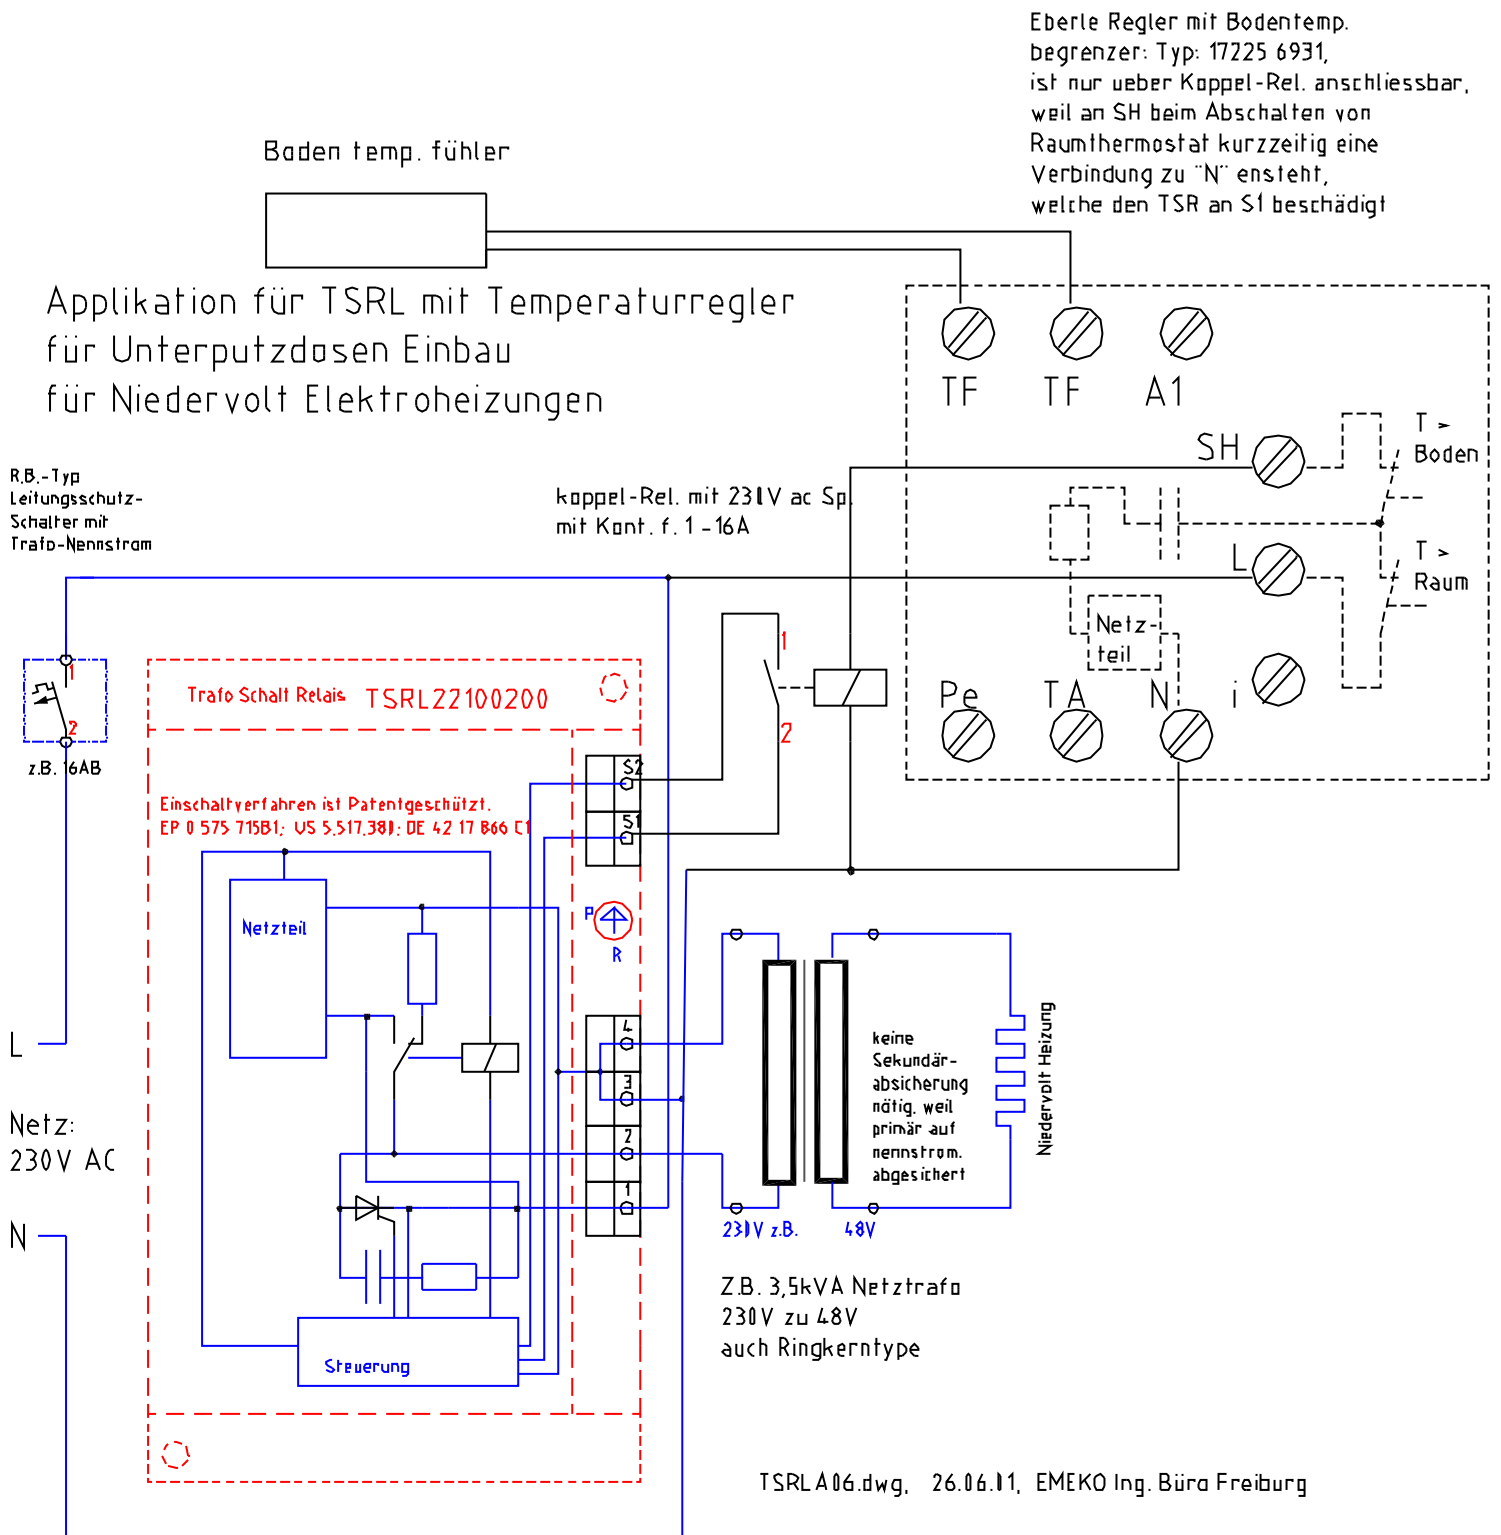 Eberle Regler mit Bodentemp.
begrenzer: Typ: 17225 6931,
ist nur ueber Koppel-Rel. anschliessbar,
weil an SH beim Abschalten von
Raumthermostat kurzzeitig eine
Verbindung zu "N" ensteht,
welche den TSR an S1 beschädigt
Boden temp. fühler
Applikation für TSRL mit Temperaturregler
für Unterputzdosen Einbau
für Niedervolt Elektroheizungen
TF
TF
A1
SH
T >
Boden
R.B.-Typ
Leitungsschutz-
Schalter mit
Trafo-Nennstrom
koppel-Rel. mit 230V ac Sp.
mit Kont. f. 1 -16A
L
T >
Raum
Netz-
teil
1
2
z.B. 16AB
Trafo Schalt Relais TSRL22100200
1
2
Pe
TA
N
i
S2
S1
Einschaltverfahren ist Patentgeschützt.
EP 0 575 715B1; US 5.517.380; DE 42 17 866 C1
Netzteil
P
R
4
3
2
1
L
Netz:
230V AC
N
keine
Sekundär-
absicherung
nötig. weil
primär auf
nennstrom.
abgesichert
Niedervolt Heizung
230V z.B.
48V
Z.B. 3,5kVA Netztrafo
230V zu 48V
auch Ringkerntype
Steuerung
TSRLA06.dwg, 26.06.01, EMEKO Ing. Büro Freiburg